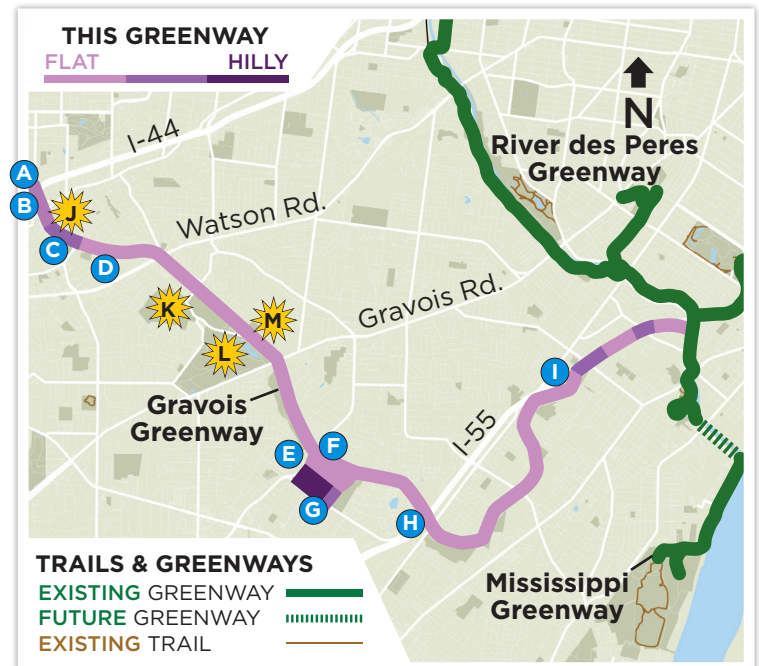 THIS GREENWAY
FLAT HILLY
I-44
N
River des Peres
Greenway
A
B
J
Watson Rd.
C
D
K
M
Gravois Rd.
L
I
Gravois
Greenway
I-55
F
E
G
H
TRAILS & GREENWAYS
EXISTING GREENWAY
FUTURE GREENWAY
EXISTING TRAIL
Mississippi
Greenway